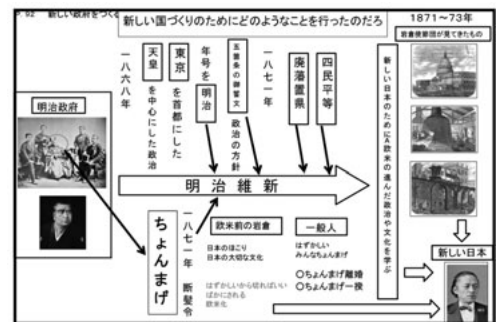 p.92　新しい政府をつくる
新しい国づくりのためにどのようなことを行ったのだろ
1871～73年
岩倉使節団が見てきたもの
一八六八年
天皇を中心にした政治
東京を首都にした
年号を明治
五箇条の御誓文
政治の方針
一八七一年
廃藩置県
四民平等
明治政府
明治維新
新しい日本のために欧米の進んだ政治や文化を学ぶ
ちょんまげ
一八七一年　断髪令
欧米前の岩倉
日本のほこり
日本の大切な文化
はずかしいから切ればいい
ばかにされる
欧米化
一般人
はずかしい
みんなちょんまげ
〇ちょんまげ離婚
〇ちょんまげ一揆
新しい日本